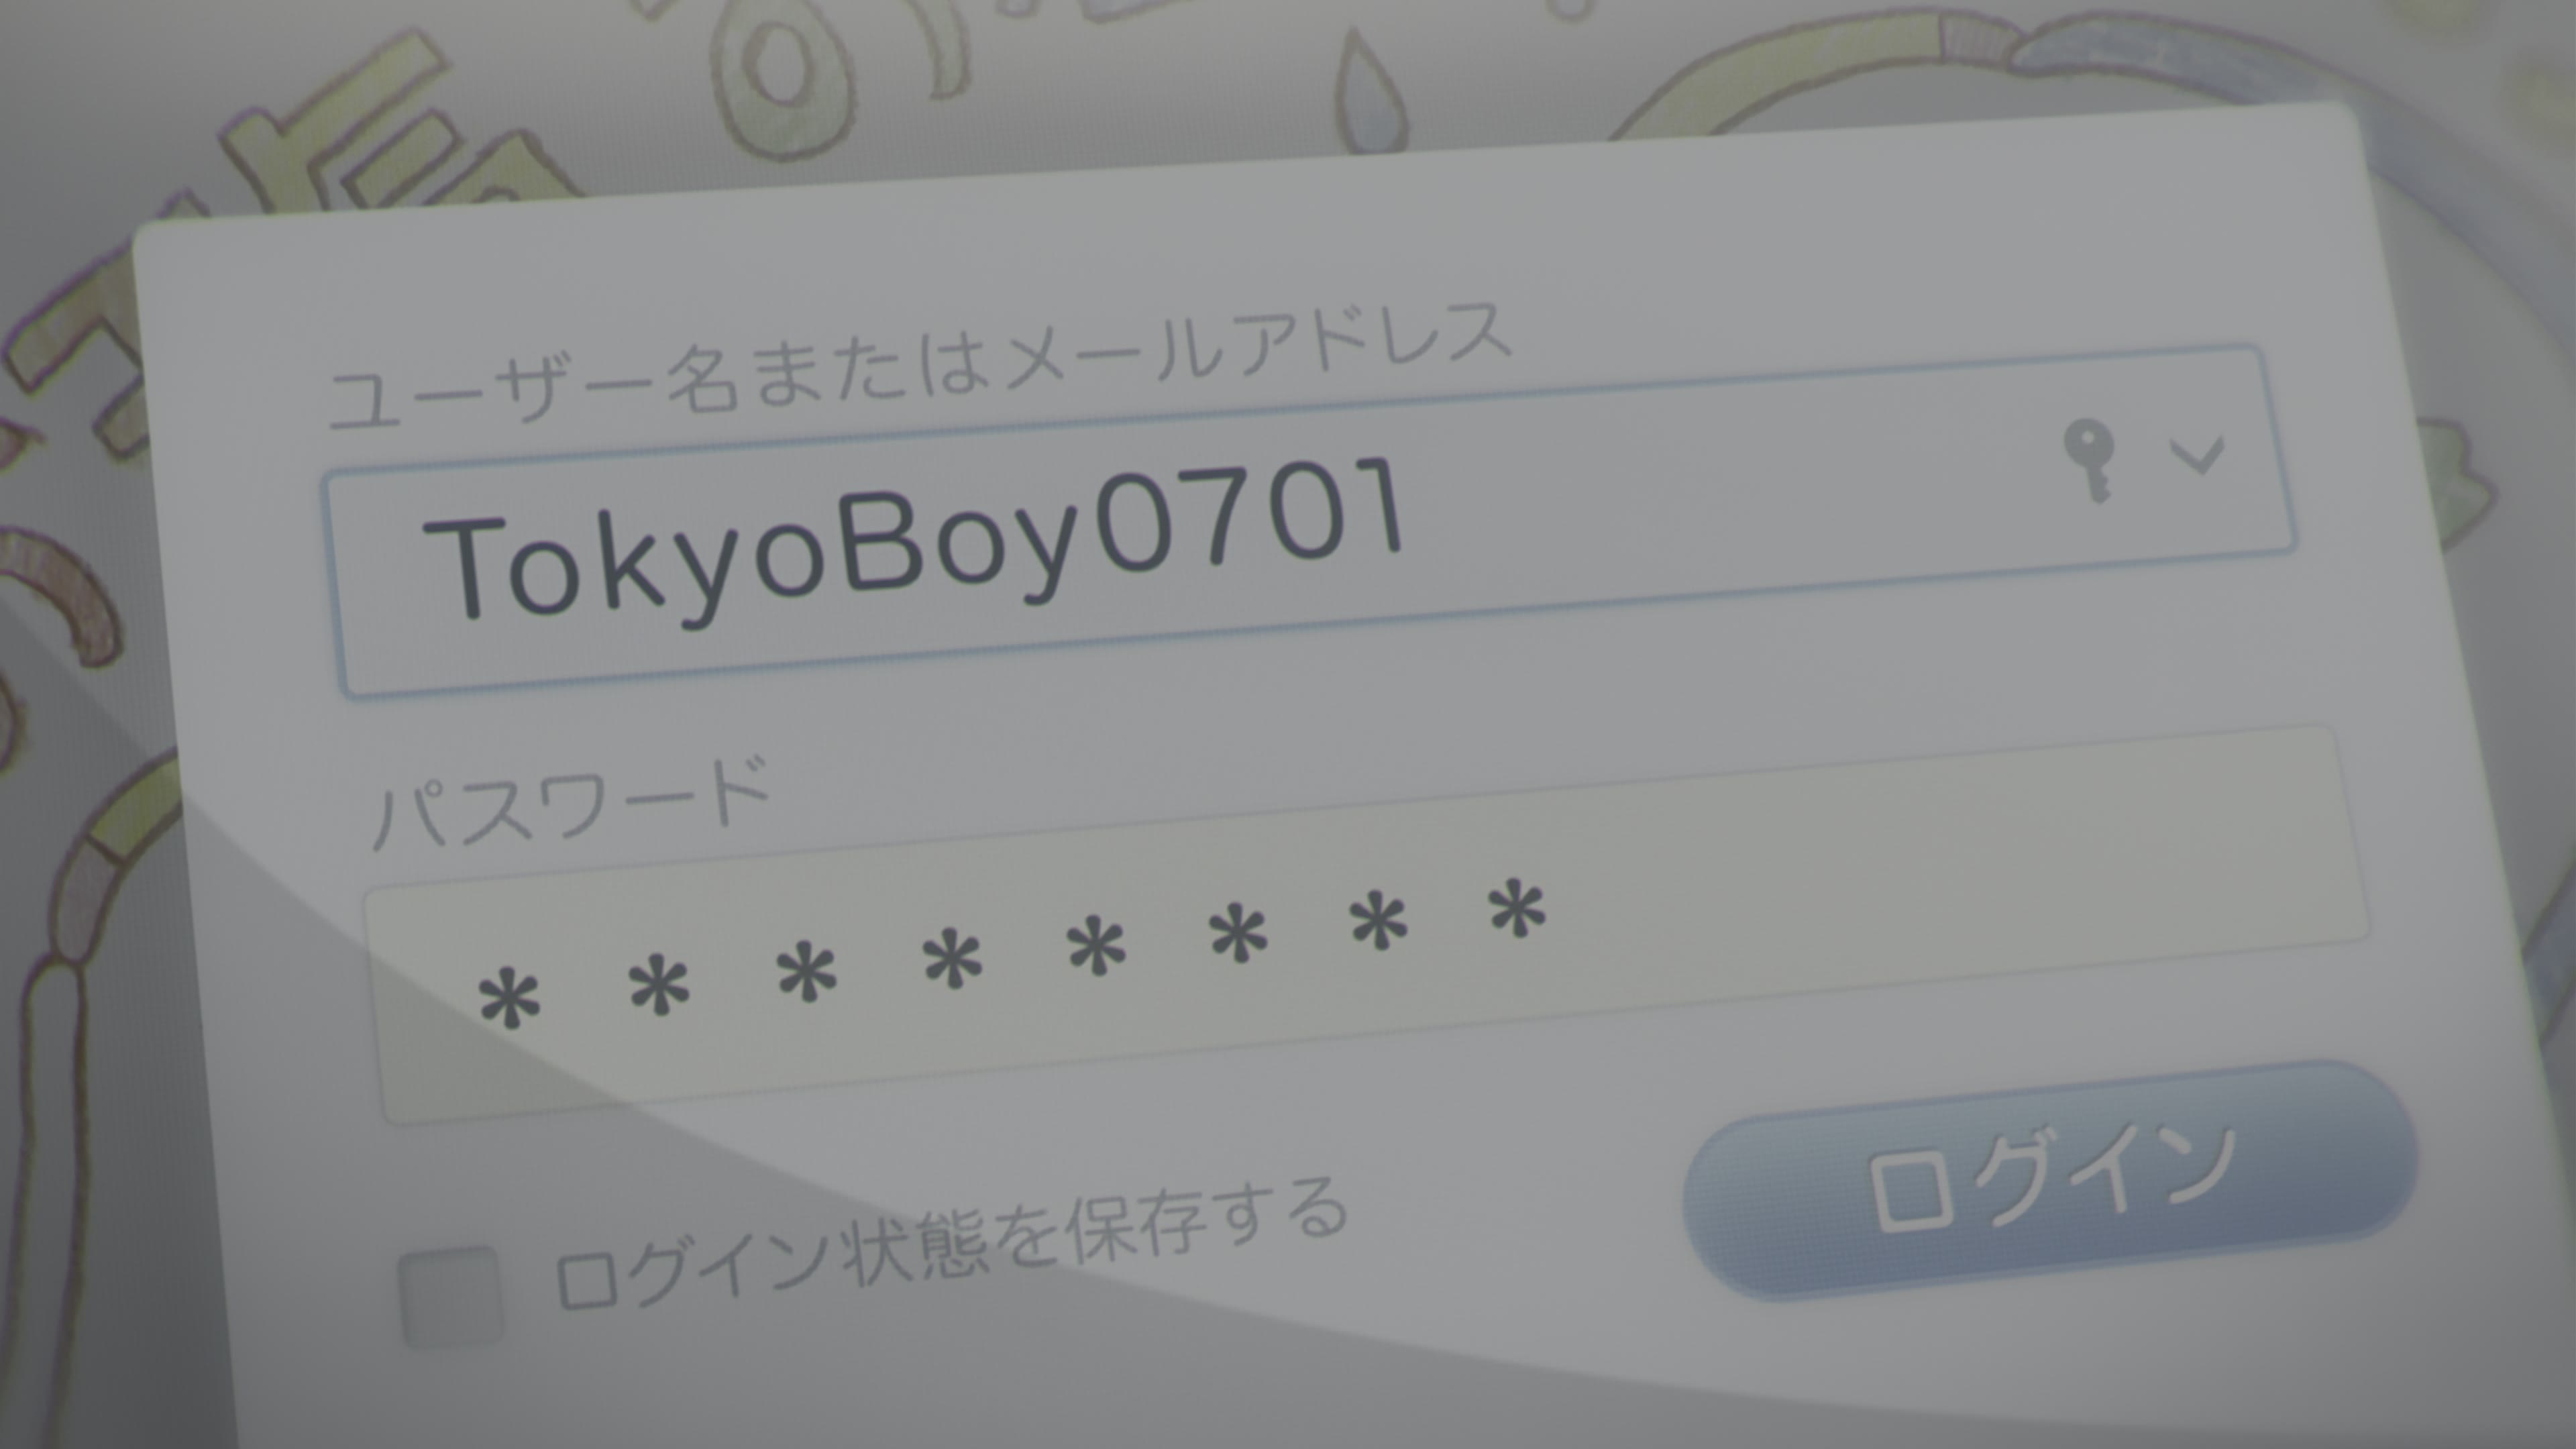 ユーザー名またはメールアドレス
TokyoBoy0701
パスワード
* * * * * * * *
ログイン状態を保存する
ログイン